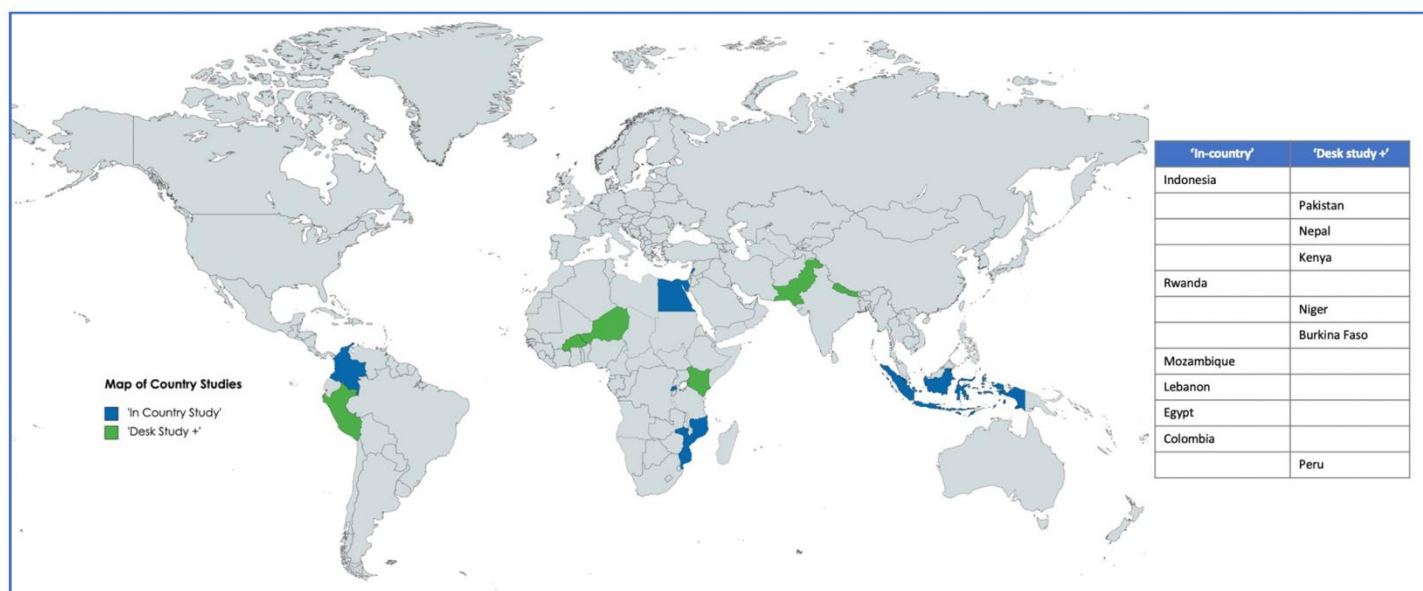 Map of Country Studies
'In Country Study'
'Desk Study +'
‘In-country’ ‘Desk study +’
Indonesia
Pakistan
Nepal
Kenya
Rwanda
Niger
Burkina Faso
Mozambique
Lebanon
Egypt
Colombia
Peru